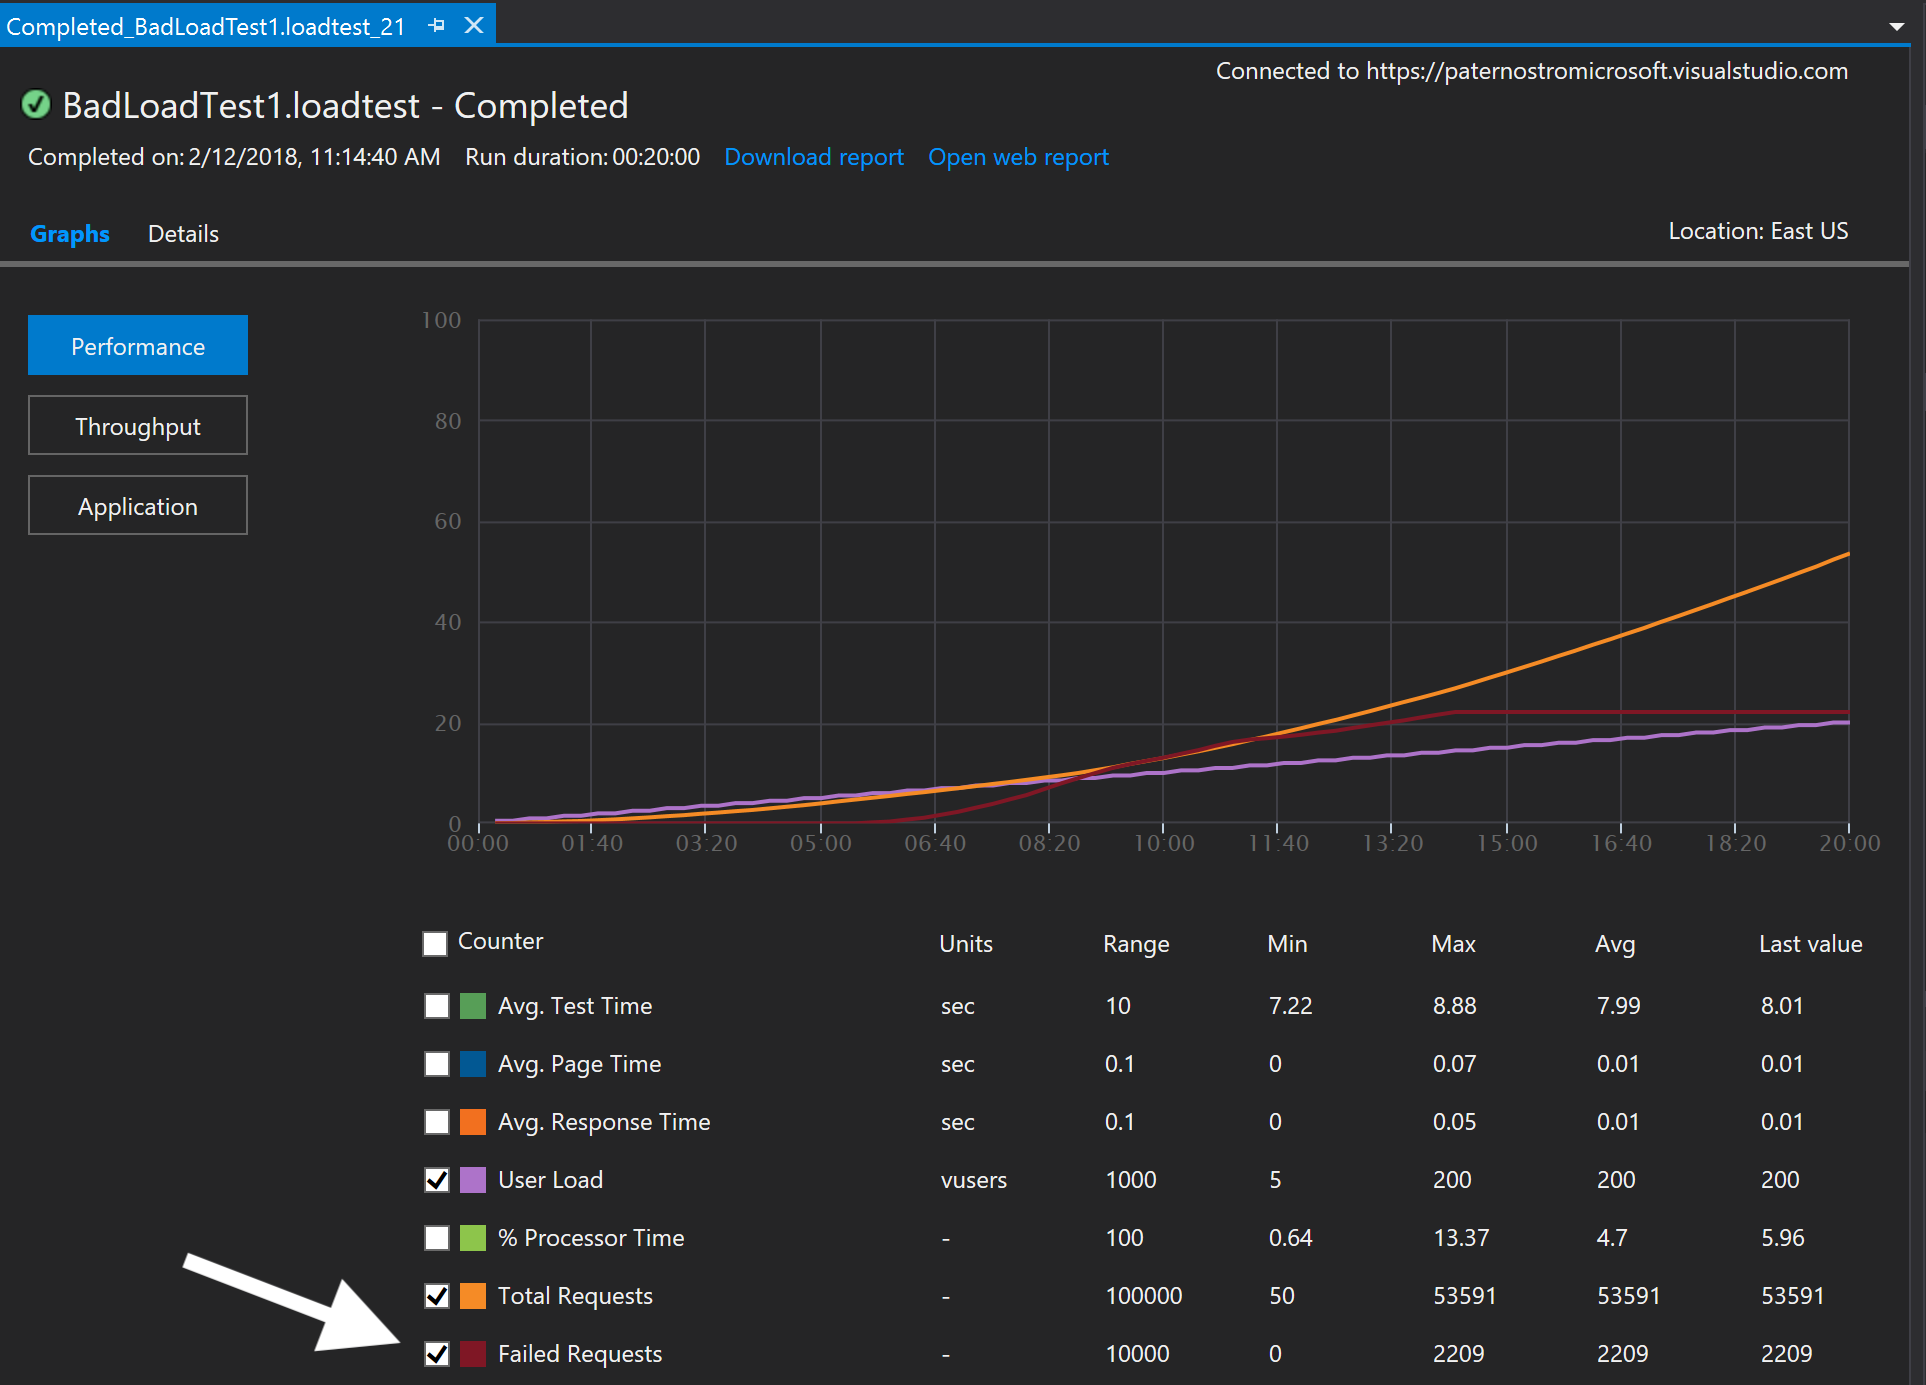 Completed_BadLoadTest1.loadtest_21
Connected to https://paternostromicrosoft.visualstudio.com
BadLoadTest1.loadtest - Completed
Completed on: 2/12/2018, 11:14:40 AM Run duration: 00:20:00 Download report Open web report
Graphs Details Location: East US
Performance
Throughput
Application
100
80
60
40
20
0
00:00 01:40 03:20 05:00 06:40 08:20 10:00 11:40 13:20 15:00 16:40 18:20 20:00
Counter Units Range Min Max Avg Last value
Avg. Test Time sec 10 7.22 8.88 7.99 8.01
Avg. Page Time sec 0.1 0 0.07 0.01 0.01
Avg. Response Time sec 0.1 0 0.05 0.01 0.01
User Load vusers 1000 5 200 200 200
% Processor Time - 100 0.64 13.37 4.7 5.96
Total Requests - 100000 50 53591 53591 53591
Failed Requests - 10000 0 2209 2209 2209